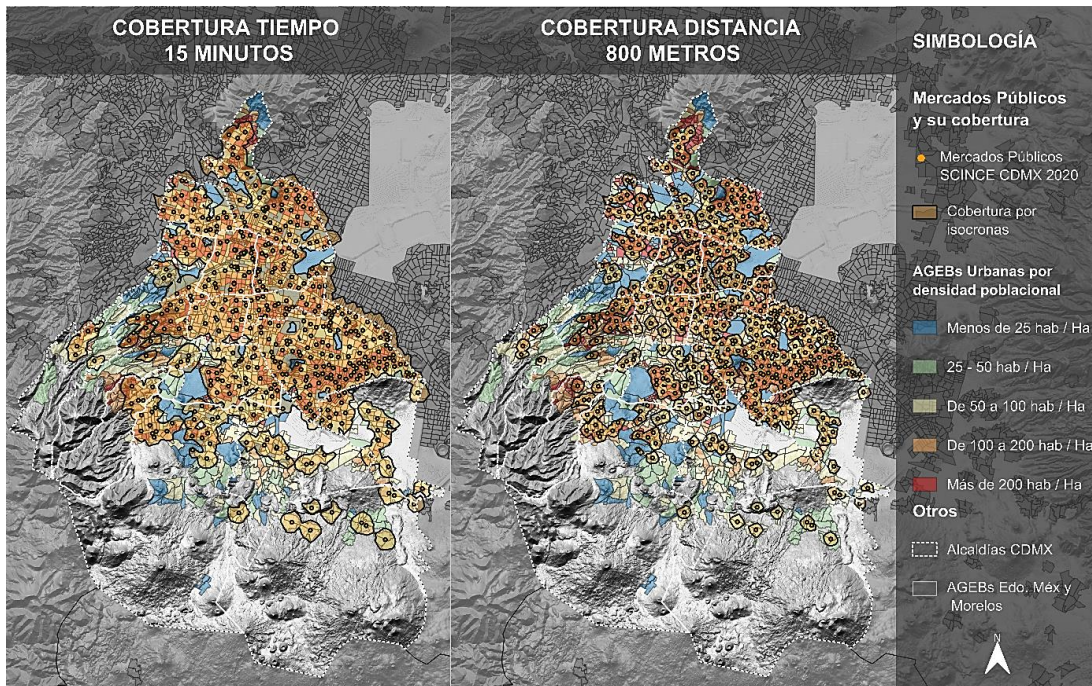 COBERTURA TIEMPO
15 MINUTOS
COBERTURA DISTANCIA
800 METROS
SIMBOLOGÍA
Mercados Públicos
y su cobertura
Mercados Públicos
SCINCE CDMX 2020
Cobertura por
isocronas
AGEBs Urbanas por
densidad poblacional
Menos de 25 hab / Ha
25 - 50 hab / Ha
De 50 a 100 hab / Ha
De 100 a 200 hab / Ha
Más de 200 hab / Ha
Otros
Alcaldías CDMX
AGEBs Edo, Méx y
Morelos
N